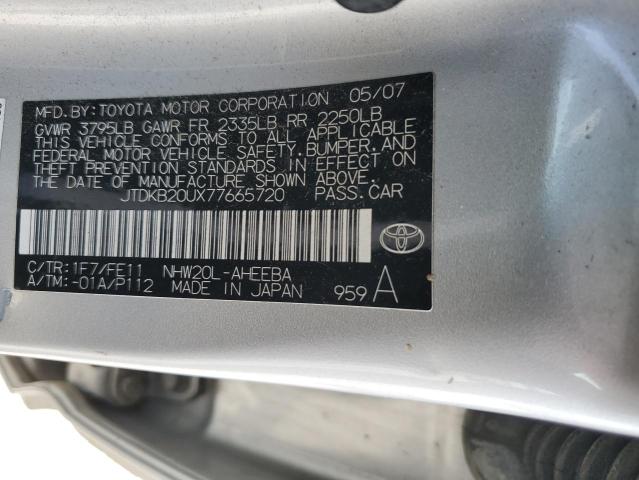 MFD. BY: TOYOTA MOTOR CORPORATION 05/07
GVWR 3795LB GAWR FR 2335LB RR 2250LB
THIS VEHICLE CONFORMS TO ALL APPLICABLE
FEDERAL MOTOR VEHICLE SAFETY, BUMPER, AND
THEFT PREVENTION STANDARDS IN EFFECT ON
THE DATE OF MANUFACTURE SHOWN ABOVE.
JTDKB20UX77665720 PASS. CAR
C/TR: 1F7/FE11 NHW20L-AHEEBA
A/TM: -01A/P112 MADE IN JAPAN 959 A
TOYOTA